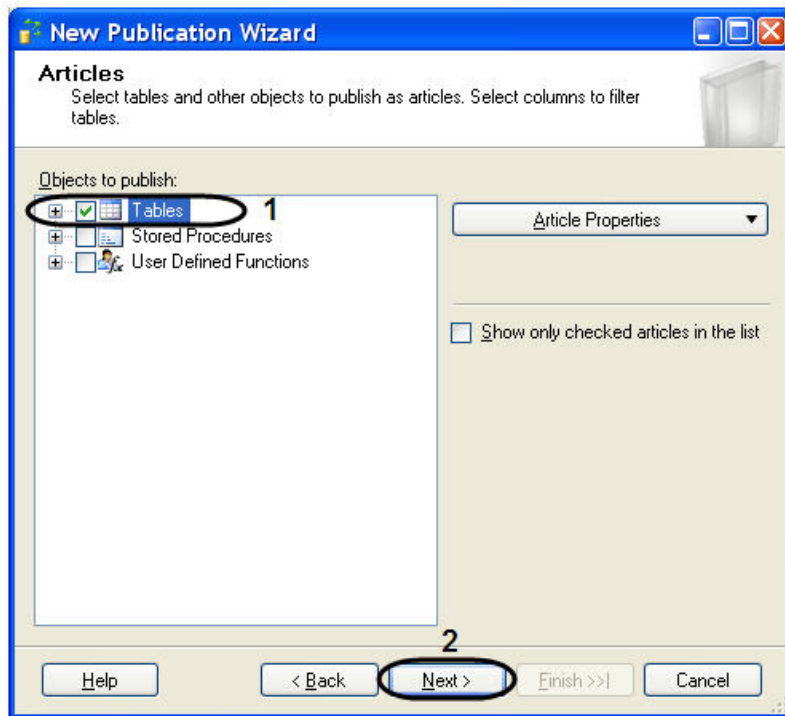 New Publication Wizard
Articles
Select tables and other objects to publish as articles. Select columns to filter
tables.
Objects to publish:
Tables 1
Stored Procedures
User Defined Functions
Article Properties
Show only checked articles in the list
2
Help < Back Next > Finish >>| Cancel